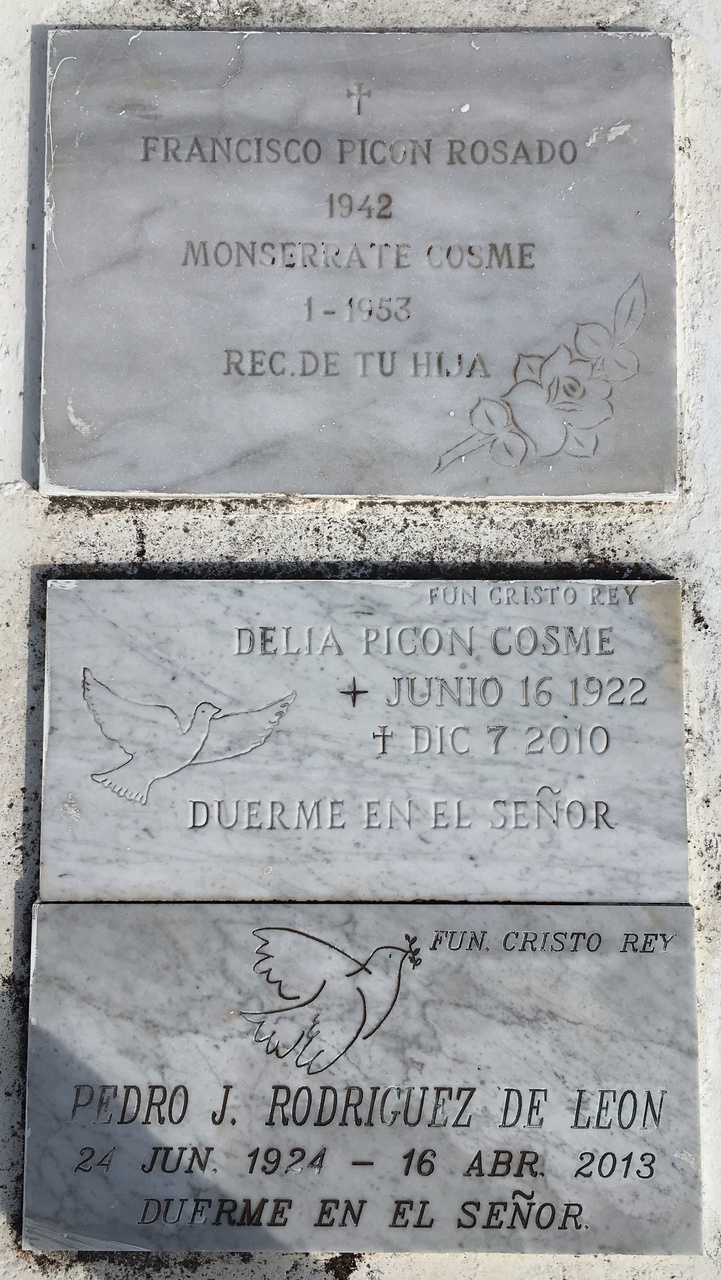 FRANCISCO PICON ROSADO
1942
MONSERRATE COSME
1-1953
REC.DE TU HIJA
FUN CRISTO REY
DELIA PICON COSME
JUNIO 16 1922
† DIC 7 2010
DUERME EN EL SEÑOR
FUN. CRISTO REY
PEDRO J. RODRIGUEZ DE LEON
24 JUN. 1924 - 16 ABR. 2013
DUERME EN EL SEÑOR.